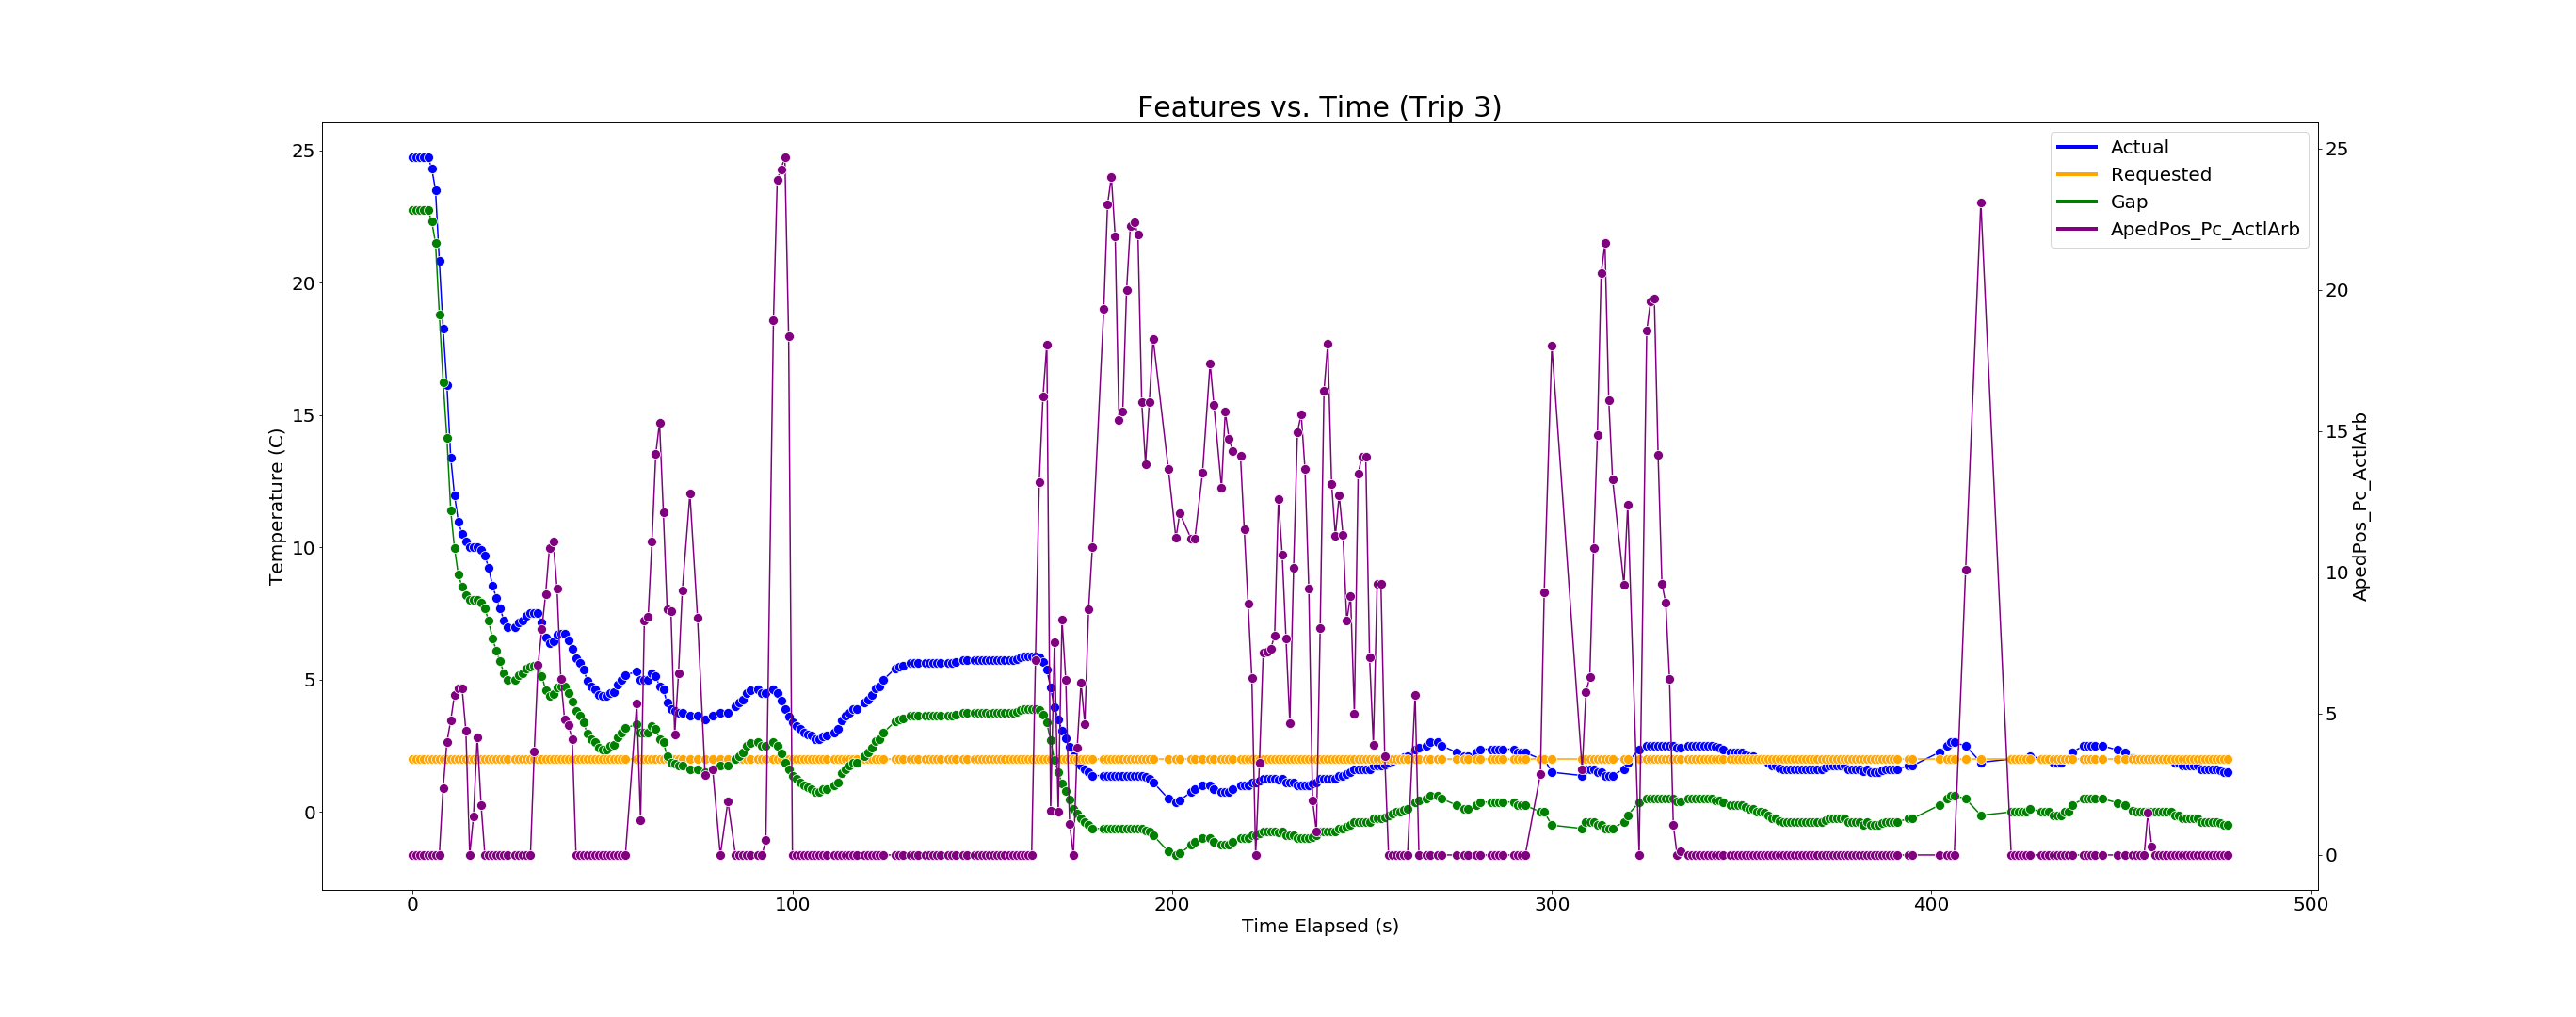 Features vs. Time (Trip 3)
Actual
Requested
Gap
ApedPos_Pc_ActlArb
Temperature (C)
25
20
15
10
5
0
25
20
15
10
5
0
ApedPos_Pc_ActlArb
0 100 200 300 400 500
Time Elapsed (s)